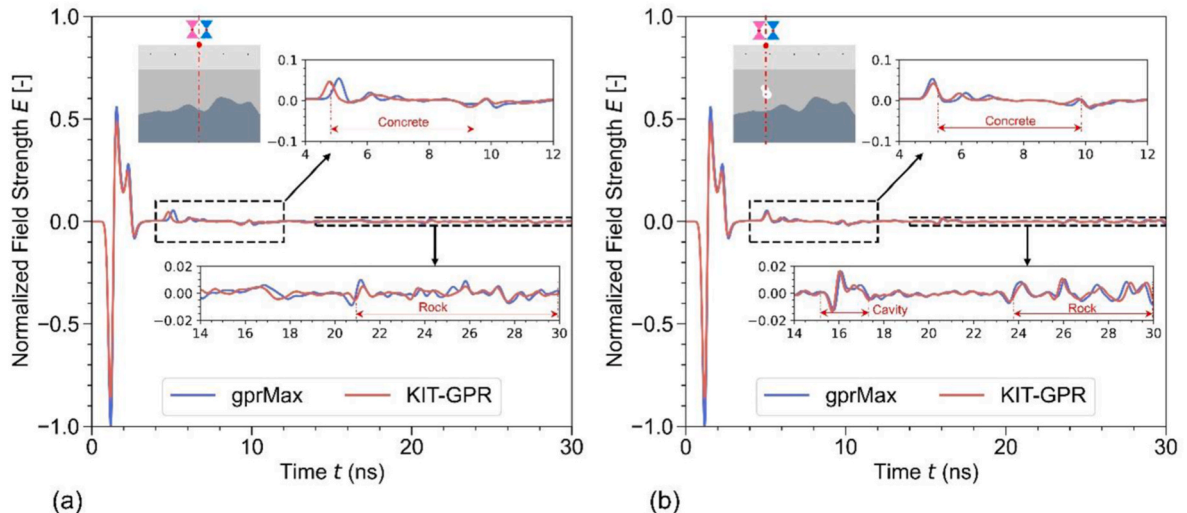 1.0
0.5
0.0
−0.5
−1.0
Normalized Field Strength E [-]
0.1
0.0
−0.1
Concrete
4 6 8 10 12
0.02
0.00
−0.02
Rock
14 16 18 20 22 24 26 28 30
gprMax KIT-GPR
0 10 20 30
Time t (ns)
(a)
1.0
0.5
0.0
−0.5
−1.0
Normalized Field Strength E [-]
0.1
0.0
−0.1
Concrete
4 6 8 10 12
0.02
0.00
−0.02
Cavity Rock
14 16 18 20 22 24 26 28 30
gprMax KIT-GPR
0 10 20 30
Time t (ns)
(b)